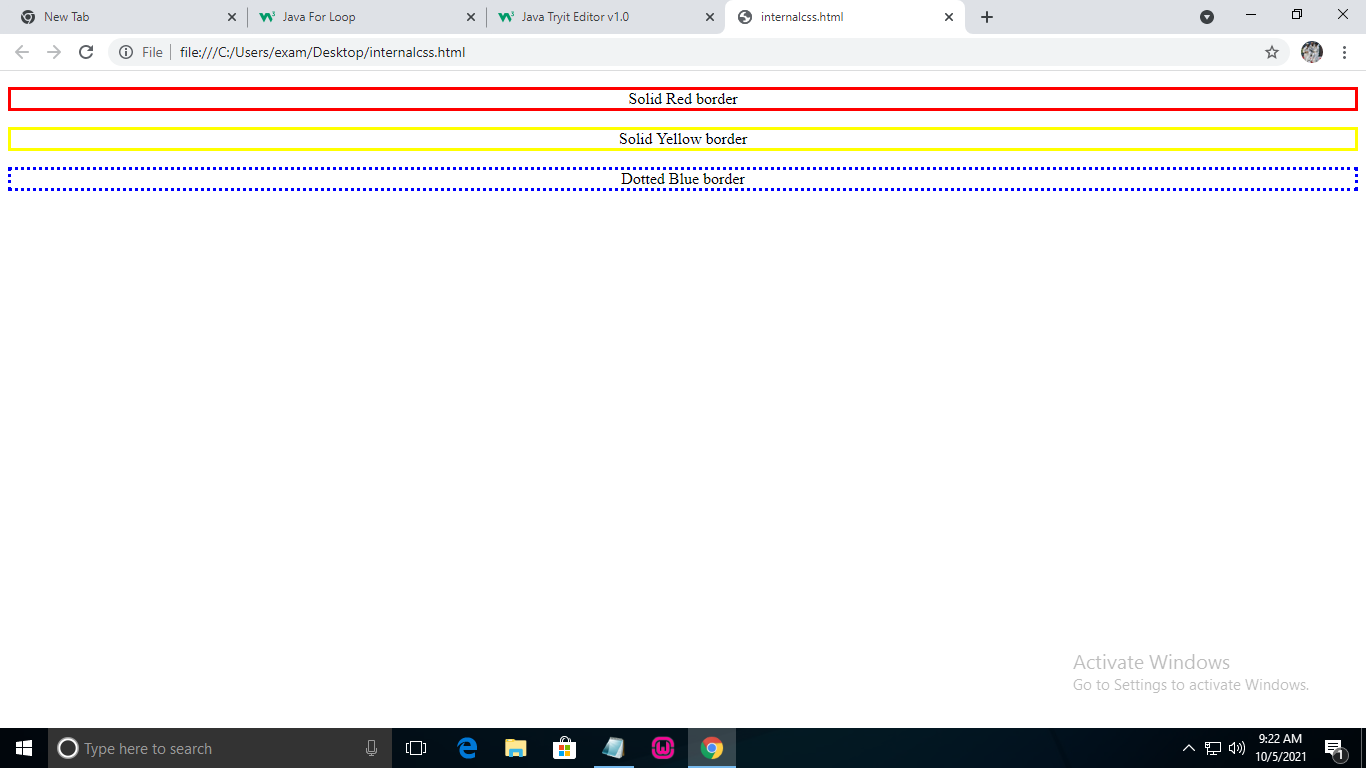 New Tab
Java For Loop
Java Tryit Editor v1.0
internalcss.html
File
file:///C:/Users/exam/Desktop/internalcss.html
Solid Red border
Solid Yellow border
Dotted Blue border
Activate Windows
Go to Settings to activate Windows.
Type here to search
9:22 AM
10/5/2021
1